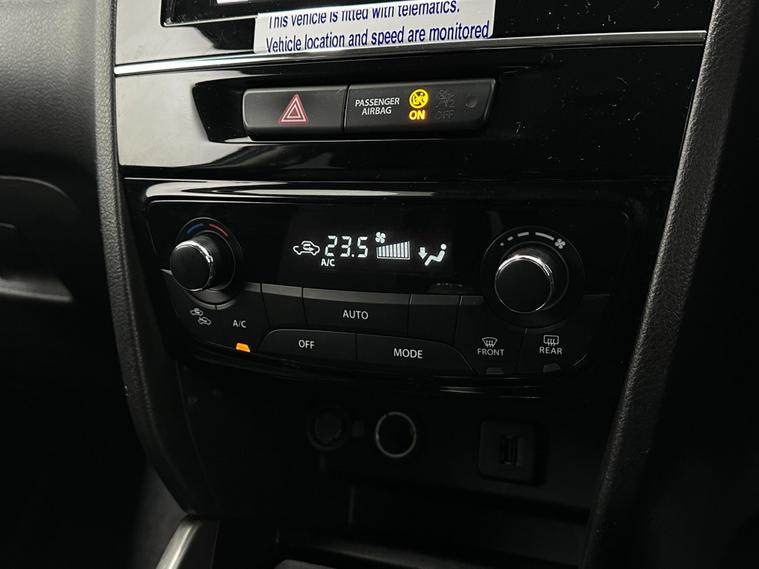 This vehicle is fitted with telematics.
Vehicle location and speed are monitored
PASSENGER
AIRBAG
ON
OFF
23.5
A/C
A/C
AUTO
OFF
MODE
FRONT
REAR